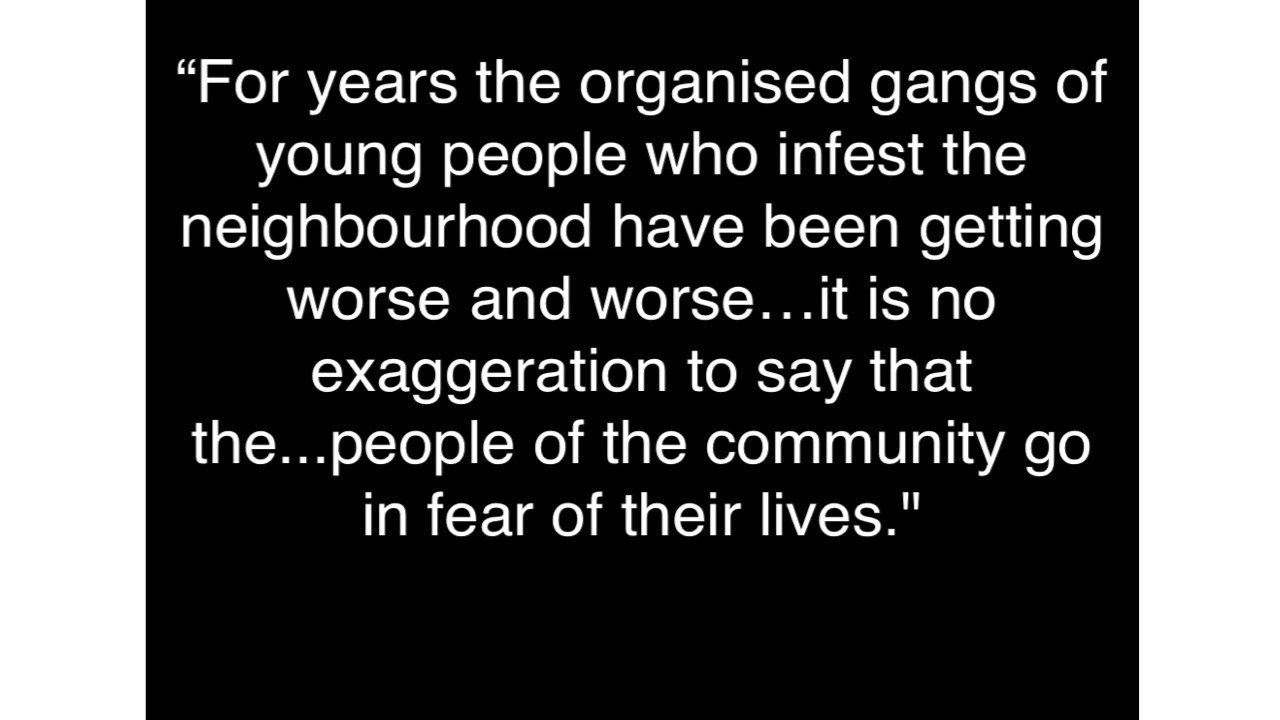 “For years the organised gangs of
young people who infest the
neighbourhood have been getting
worse and worse…it is no
exaggeration to say that
the...people of the community go
in fear of their lives."